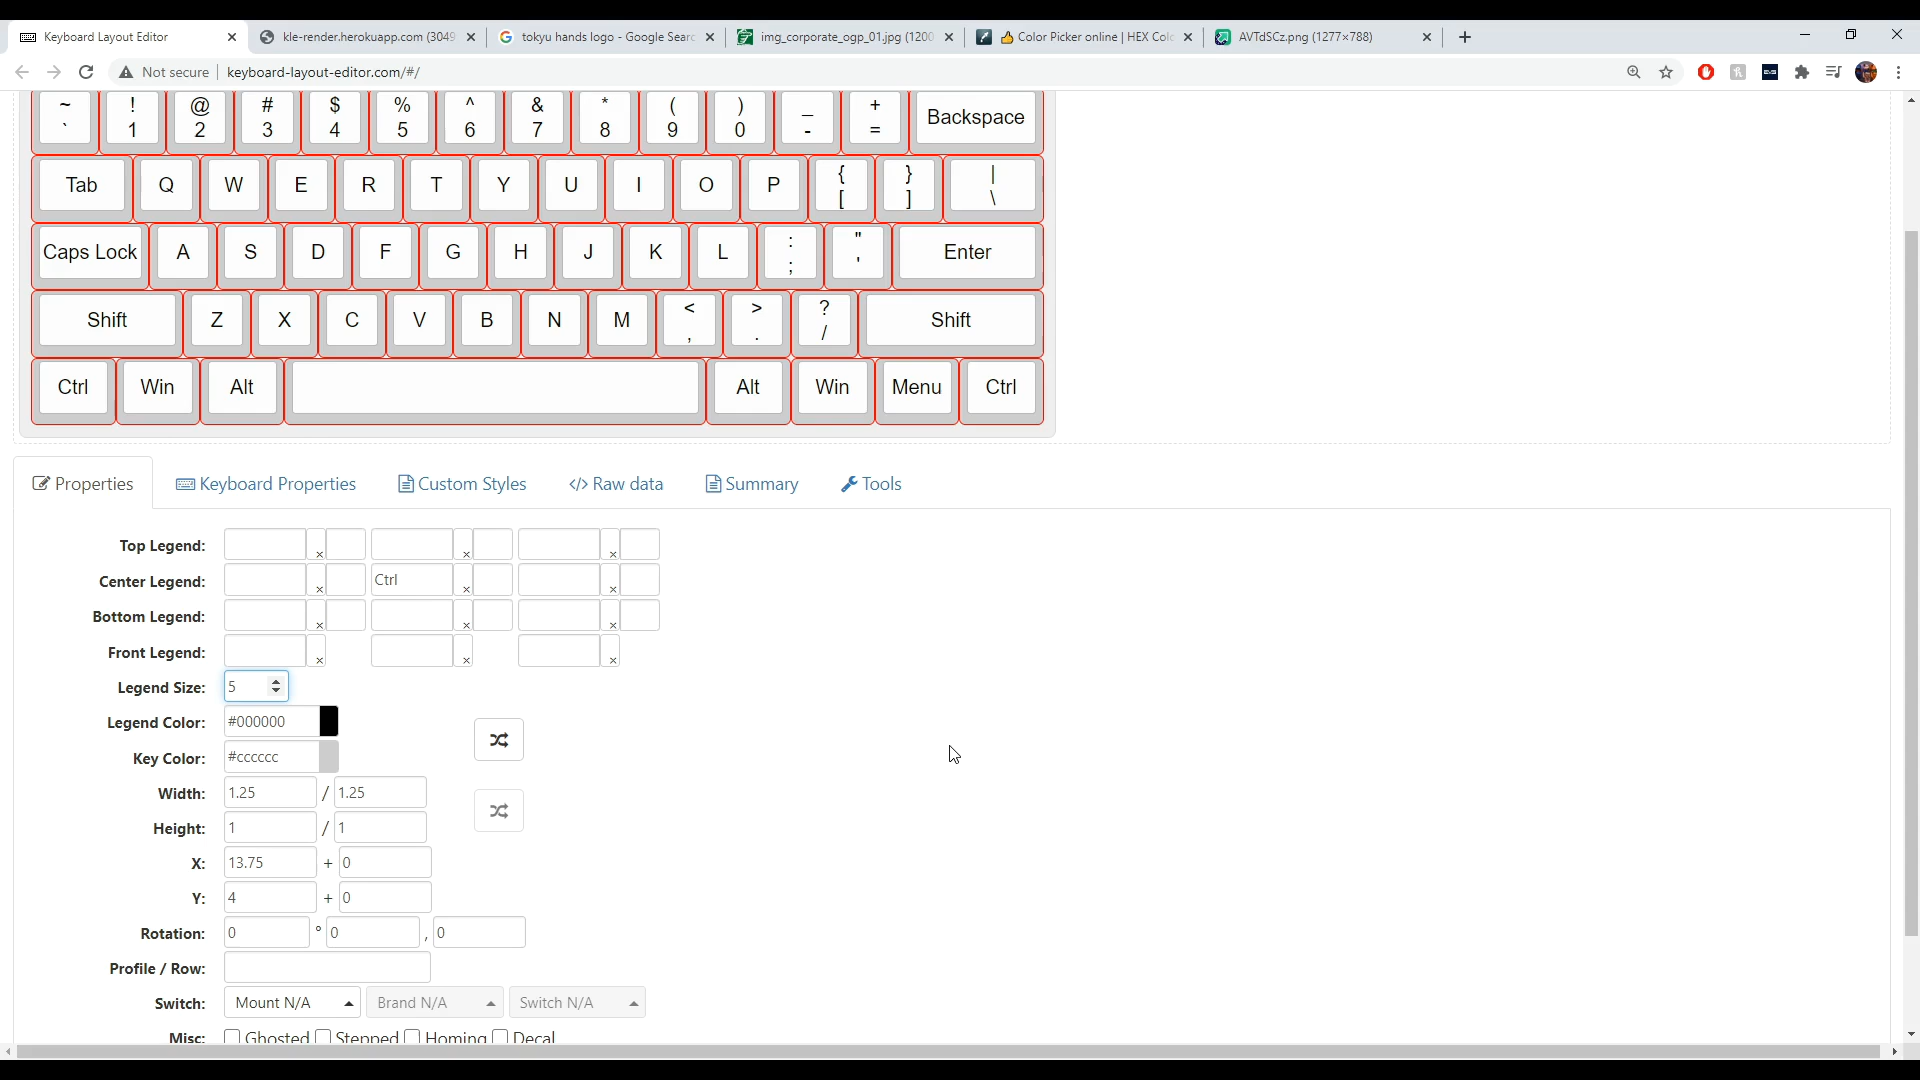 Keyboard Layout Editor
kle-render.herokuapp.com (3049
tokyu hands logo - Google Searc
img_corporate_ogp_01.jpg (1200
Color Picker online | HEX Colo
AVTdSCz.png (1277×788)
Not secure | keyboard-layout-editor.com/#/
~ ! @ # $ % ^ & * ( ) _ + Backspace
` 1 2 3 4 5 6 7 8 9 0 - =
Tab Q W E R T Y U I O P { } |
[ ] \
Caps Lock A S D F G H J K L : " Enter
; '
Shift Z X C V B N M < > ? Shift
, . /
Ctrl Win Alt Alt Win Menu Ctrl
Properties Keyboard Properties Custom Styles </> Raw data Summary Tools
Top Legend: × × ×
Center Legend: × Ctrl × ×
Bottom Legend: × × ×
Front Legend: × × ×
Legend Size: 5
Legend Color: #000000
Key Color: #cccccc
Width: 1.25 / 1.25
Height: 1 / 1
X: 13.75 + 0
Y: 4 + 0
Rotation: 0 ° 0 , 0
Profile / Row:
Switch: Mount N/A Brand N/A Switch N/A
Misc: Ghosted Stepped Homing Decal